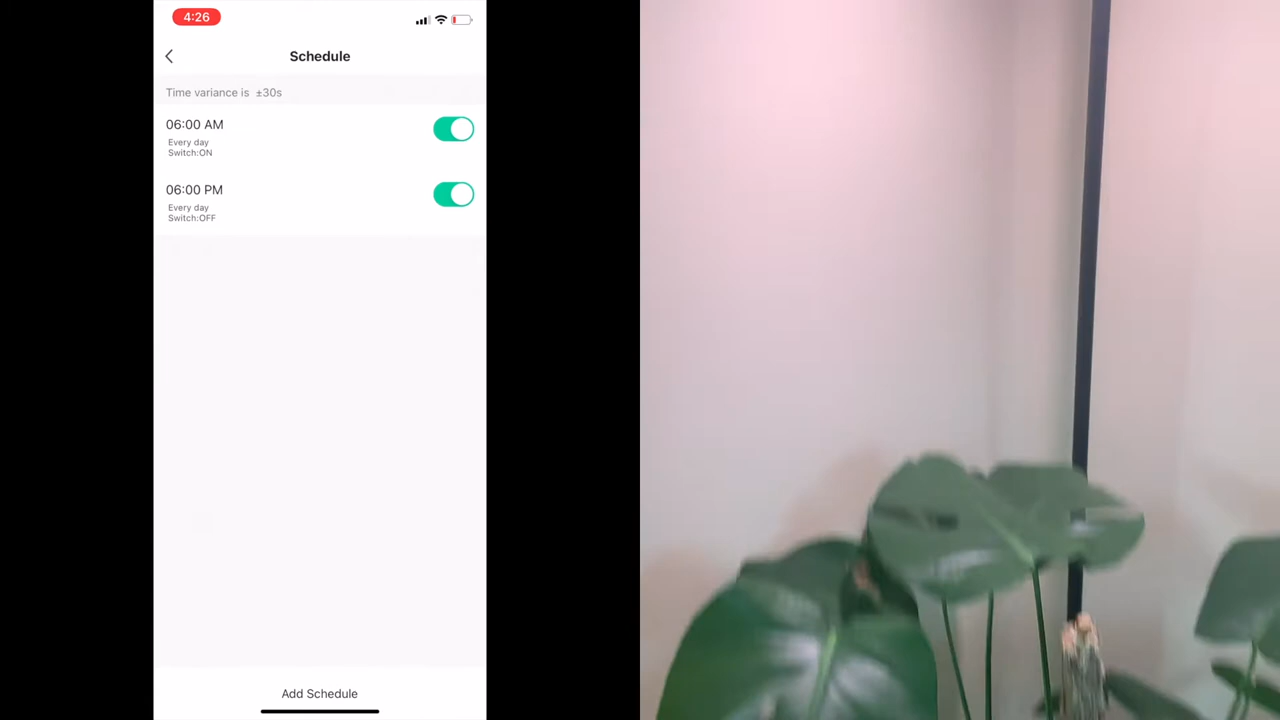 4:26
Schedule
Time variance is ±30s
06:00 AM
Every day
Switch:ON
06:00 PM
Every day
Switch:OFF
Add Schedule